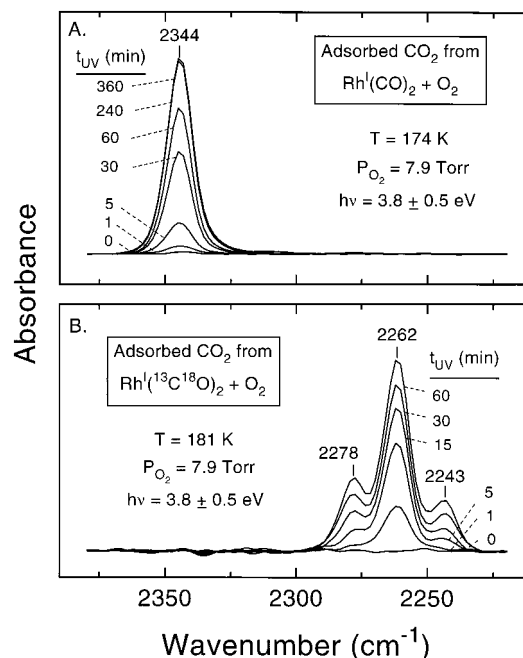 A.
2344
t_UV (min)
360
240
60
30
5
1
0
Adsorbed CO₂ from
Rhᴵ(CO)₂ + O₂
T = 174 K
P_O₂ = 7.9 Torr
hν = 3.8 ± 0.5 eV
Absorbance
B.
Adsorbed CO₂ from
Rhᴵ(¹³C¹⁸O)₂ + O₂
T = 181 K
P_O₂ = 7.9 Torr
hν = 3.8 ± 0.5 eV
2262
2278
2243
t_UV (min)
60
30
15
5
1
0
2350
2300
2250
Wavenumber (cm⁻¹)